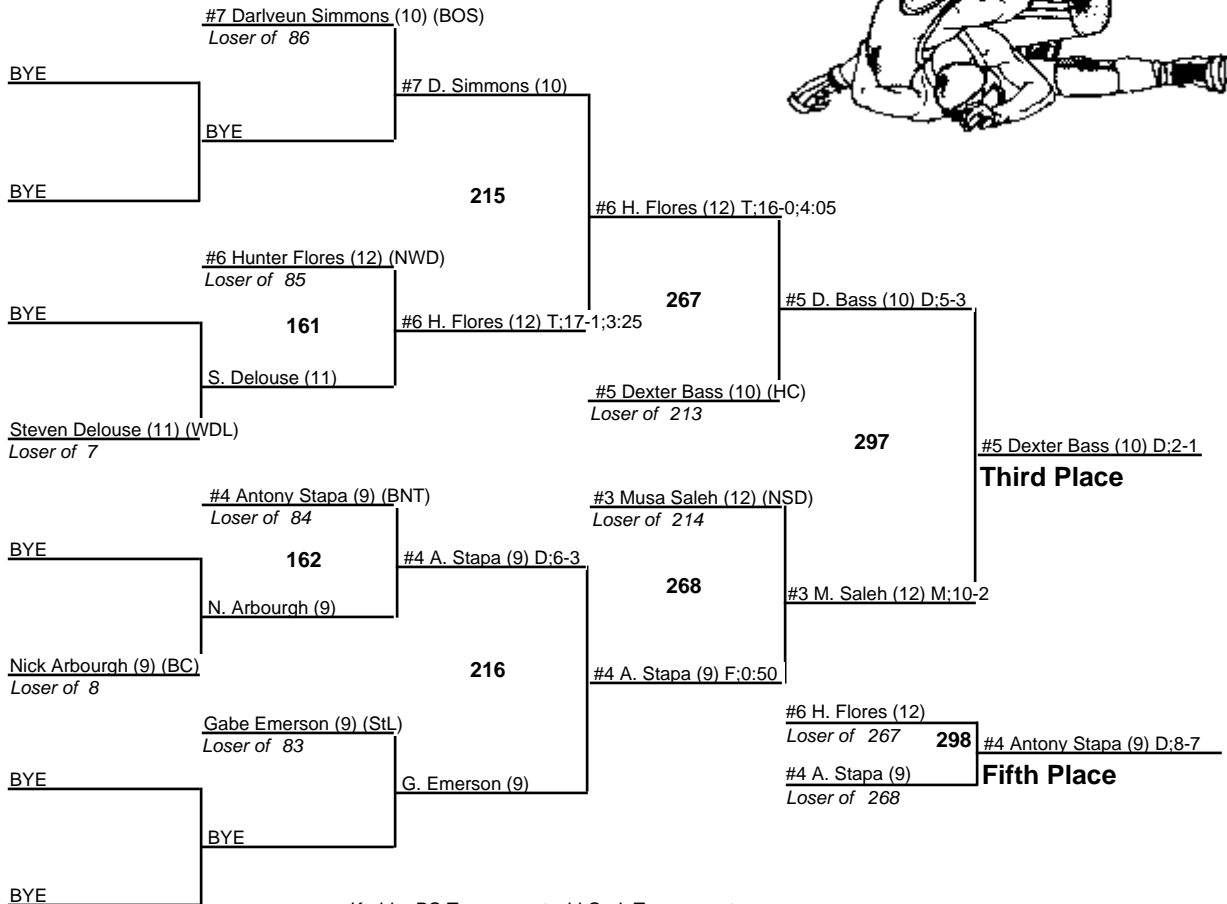 #7 Darlveun Simmons (10) (BOS)
Loser of 86
BYE
#7 D. Simmons (10)
BYE
BYE
215
#6 H. Flores (12) T;16-0;4:05
#6 Hunter Flores (12) (NWD)
Loser of 85
267
#5 D. Bass (10) D;5-3
BYE
161
#6 H. Flores (12) T;17-1;3:25
S. Delouse (11)
#5 Dexter Bass (10) (HC)
Loser of 213
Steven Delouse (11) (WDL)
Loser of 7
297
#5 Dexter Bass (10) D;2-1
Third Place
#4 Antony Stapa (9) (BNT)
Loser of 84
#3 Musa Saleh (12) (NSD)
Loser of 214
BYE
162
#4 A. Stapa (9) D;6-3
268
N. Arbourgh (9)
#3 M. Saleh (12) M;10-2
Nick Arbourgh (9) (BC)
Loser of 8
216
#4 A. Stapa (9) F;0:50
Gabe Emerson (9) (StL)
Loser of 83
#6 H. Flores (12)
Loser of 267
298
#4 Antony Stapa (9) D;8-7
Fifth Place
#4 A. Stapa (9)
Loser of 268
BYE
G. Emerson (9)
BYE
BYE